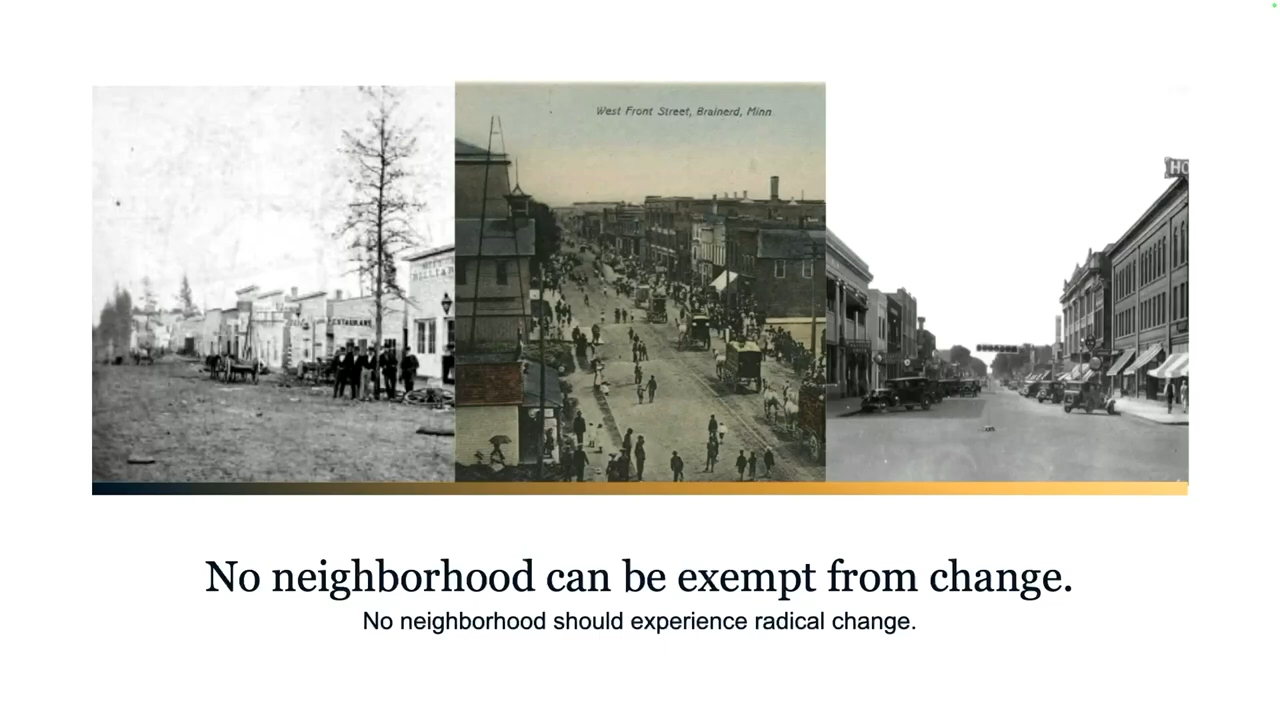 West Front Street, Brainerd, Minn
HO
RESTAURANT
No neighborhood can be exempt from change.
No neighborhood should experience radical change.